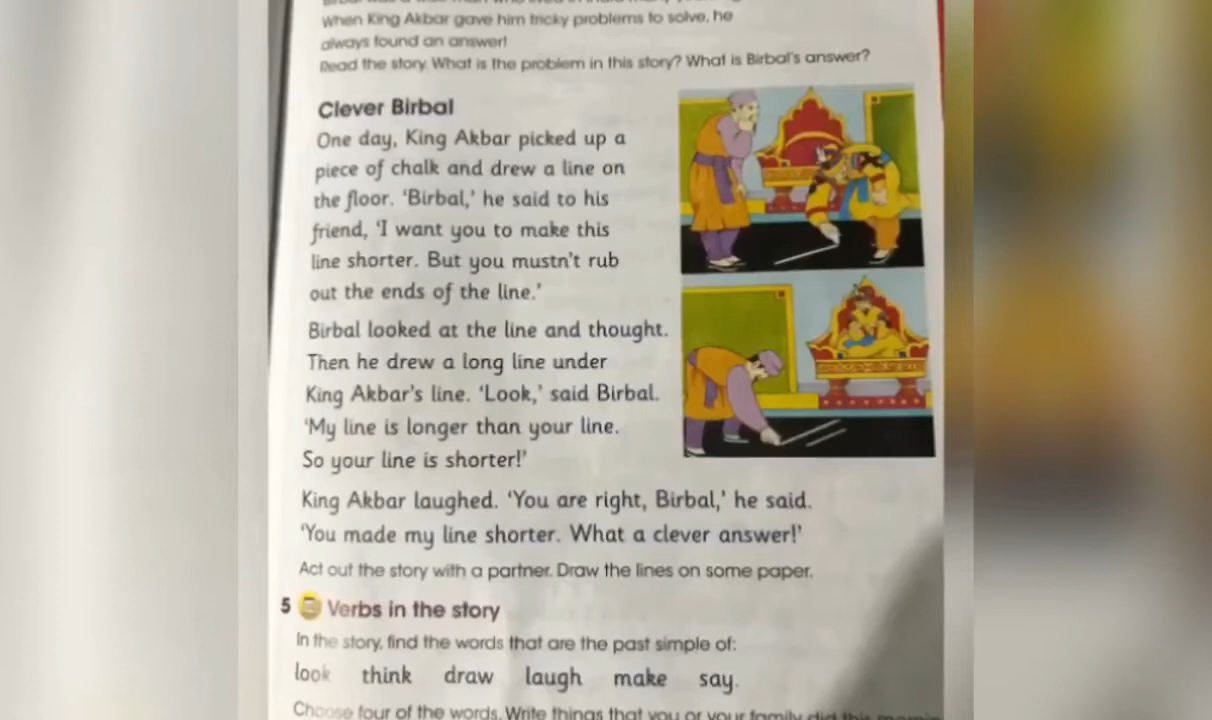 when King Akbar gave him tricky problems to solve, he
always found an answer!
Read the story. What is the problem in this story? What is Birbal's answer?
Clever Birbal
One day, King Akbar picked up a
piece of chalk and drew a line on
the floor. 'Birbal,' he said to his
friend, 'I want you to make this
line shorter. But you mustn't rub
out the ends of the line.'
Birbal looked at the line and thought.
Then he drew a long line under
King Akbar's line. 'Look,' said Birbal.
'My line is longer than your line.
So your line is shorter!'
King Akbar laughed. 'You are right, Birbal,' he said.
'You made my line shorter. What a clever answer!'
Act out the story with a partner. Draw the lines on some paper.
5 Verbs in the story
In the story, find the words that are the past simple of:
look think draw laugh make say.
Choose four of the words. Write things that you or your family did this